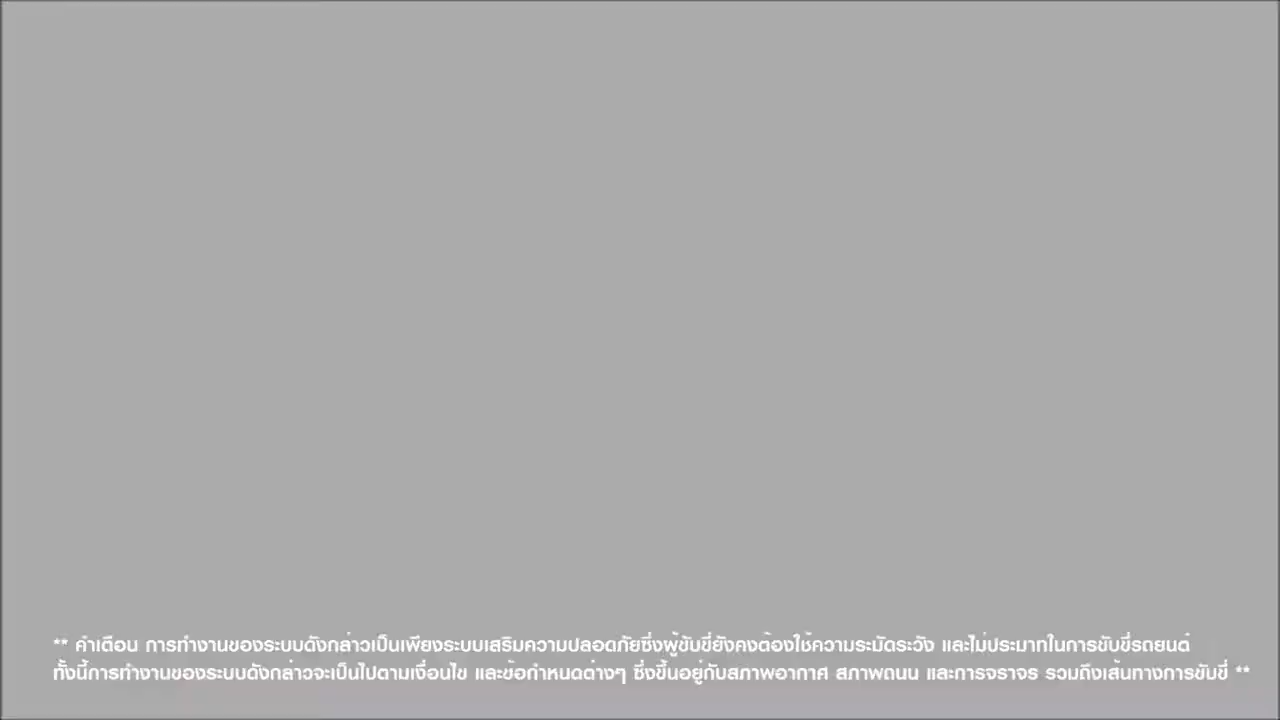 ** คำเตือน การทำงานของระบบดังกล่าวเป็นเพียงระบบเสริมความปลอดภัยซึ่งผู้ขับขี่ยังคงต้องใช้ความระมัดระวัง และไม่ประมาทในการขับขี่รถยนต์
ทั้งนี้การทำงานของระบบดังกล่าวจะเป็นไปตามเงื่อนไข และข้อกำหนดต่างๆ ซึ่งขึ้นอยู่กับสภาพอากาศ สภาพถนน และการจราจร รวมถึงเส้นทางการขับขี่ **